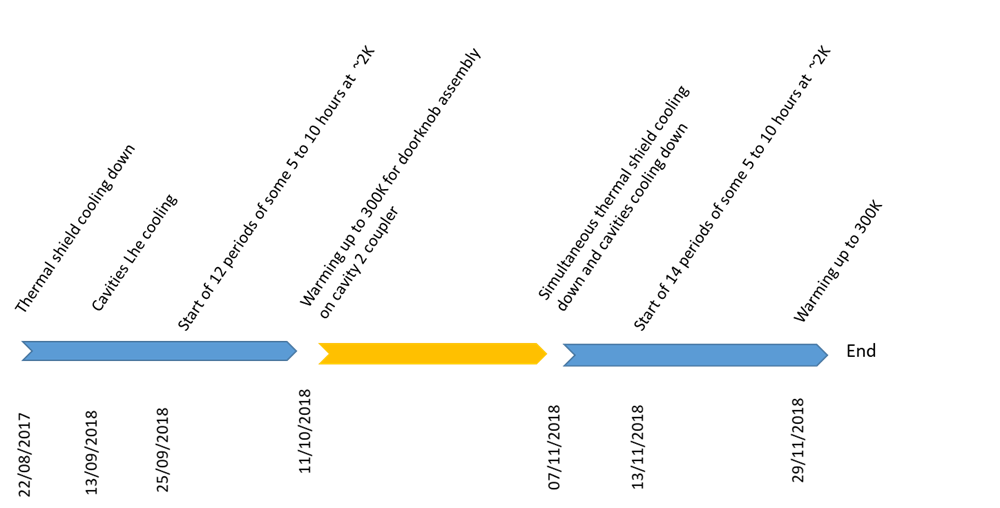 Thermal shield cooling down
Cavities Lhe cooling
Start of 12 periods of some 5 to 10 hours at ~2K
Warming up to 300K for doorknob assembly
on cavity 2 coupler
Simultaneous thermal shield cooling
down and cavities cooling down
Start of 14 periods of some 5 to 10 hours at ~2K
Warming up to 300K
End
22/08/2017
13/09/2018
25/09/2018
11/10/2018
07/11/2018
13/11/2018
29/11/2018